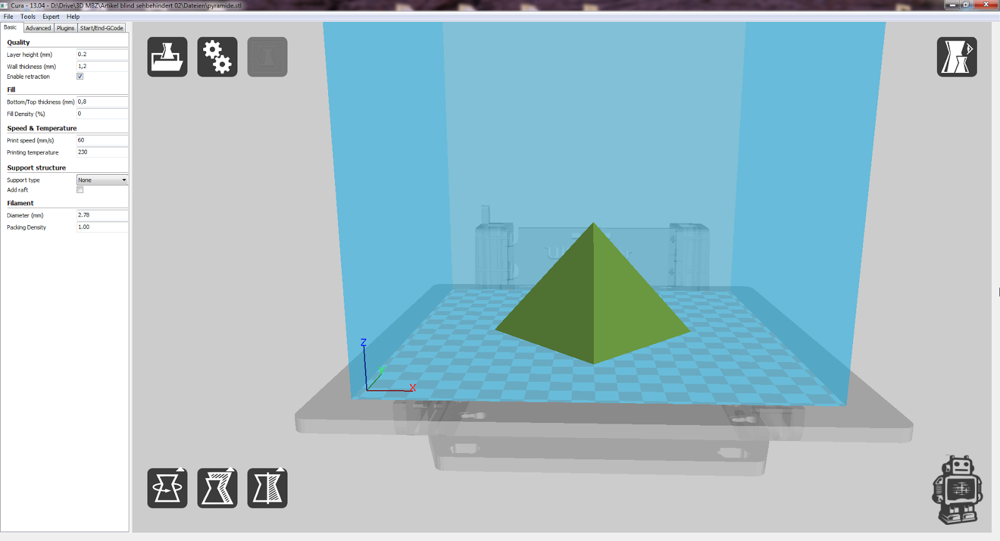 Cura - 13.04 - D:\Drive\3D MBZ\Artikel blind sehbehindert 02\Dateien\pyramide.stl
File Tools Expert Help
Basic Advanced Plugins Start/End-GCode
Quality
Layer height (mm) 0.2
Wall thickness (mm) 1,2
Enable retraction
Fill
Bottom/Top thickness (mm) 0,8
Fill Density (%) 0
Speed & Temperature
Print speed (mm/s) 60
Printing temperature 230
Support structure
Support type None
Add raft
Filament
Diameter (mm) 2.78
Packing Density 1.00
Z
Y
X